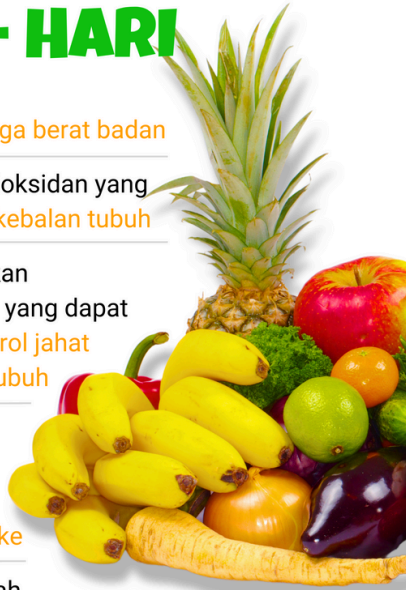 - HARI
ga berat badan
oksidan yang
kebalan tubuh
an
yang dapat
rol jahat
ubuh
ke